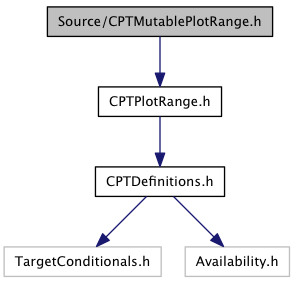 Source/CPTMutablePlotRange.h
CPTPlotRange.h
CPTDefinitions.h
TargetConditionals.h
Availability.h